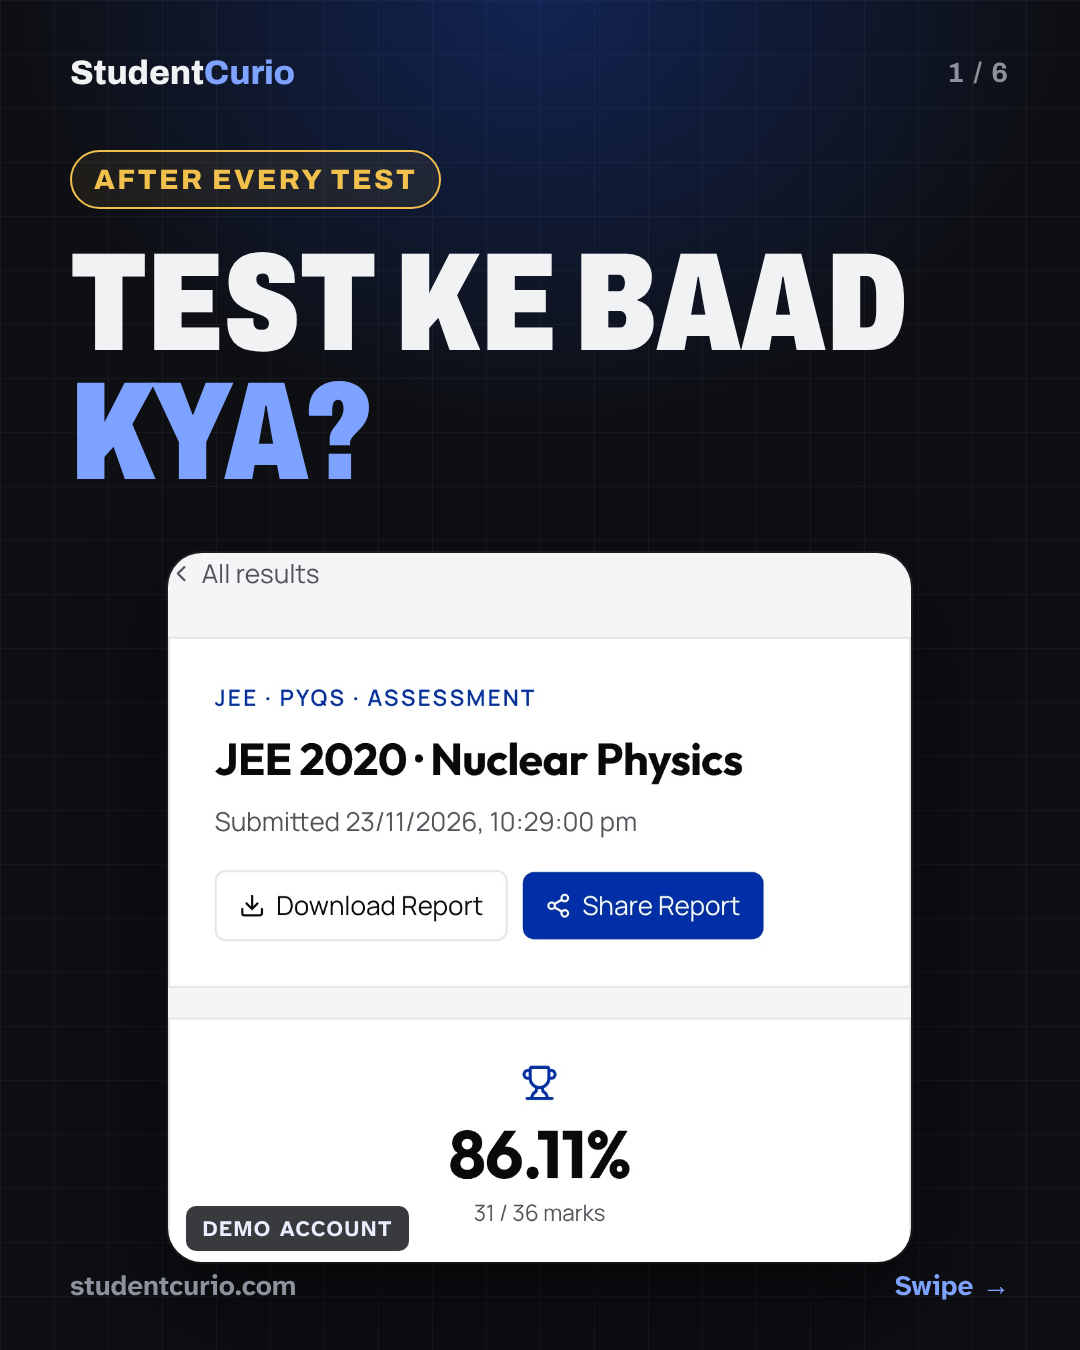 StudentCurio
1 / 6
AFTER EVERY TEST
TEST KE BAAD
KYA?
All results
JEE · PYQS · ASSESSMENT
JEE 2020 · Nuclear Physics
Submitted 23/11/2026, 10:29:00 pm
Download Report
Share Report
86.11%
31 / 36 marks
DEMO ACCOUNT
studentcurio.com
Swipe →